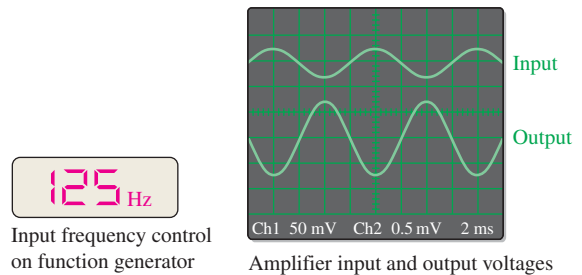 Input
Output
125 Hz
Ch1 50 mV Ch2 0.5 mV 2 ms
Input frequency control
on function generator
Amplifier input and output voltages